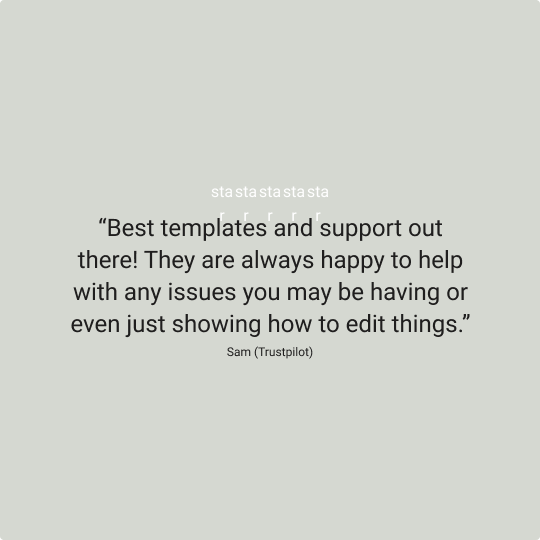 sta sta sta sta sta
r r r r r
“Best templates and support out
there! They are always happy to help
with any issues you may be having or
even just showing how to edit things.”
Sam (Trustpilot)